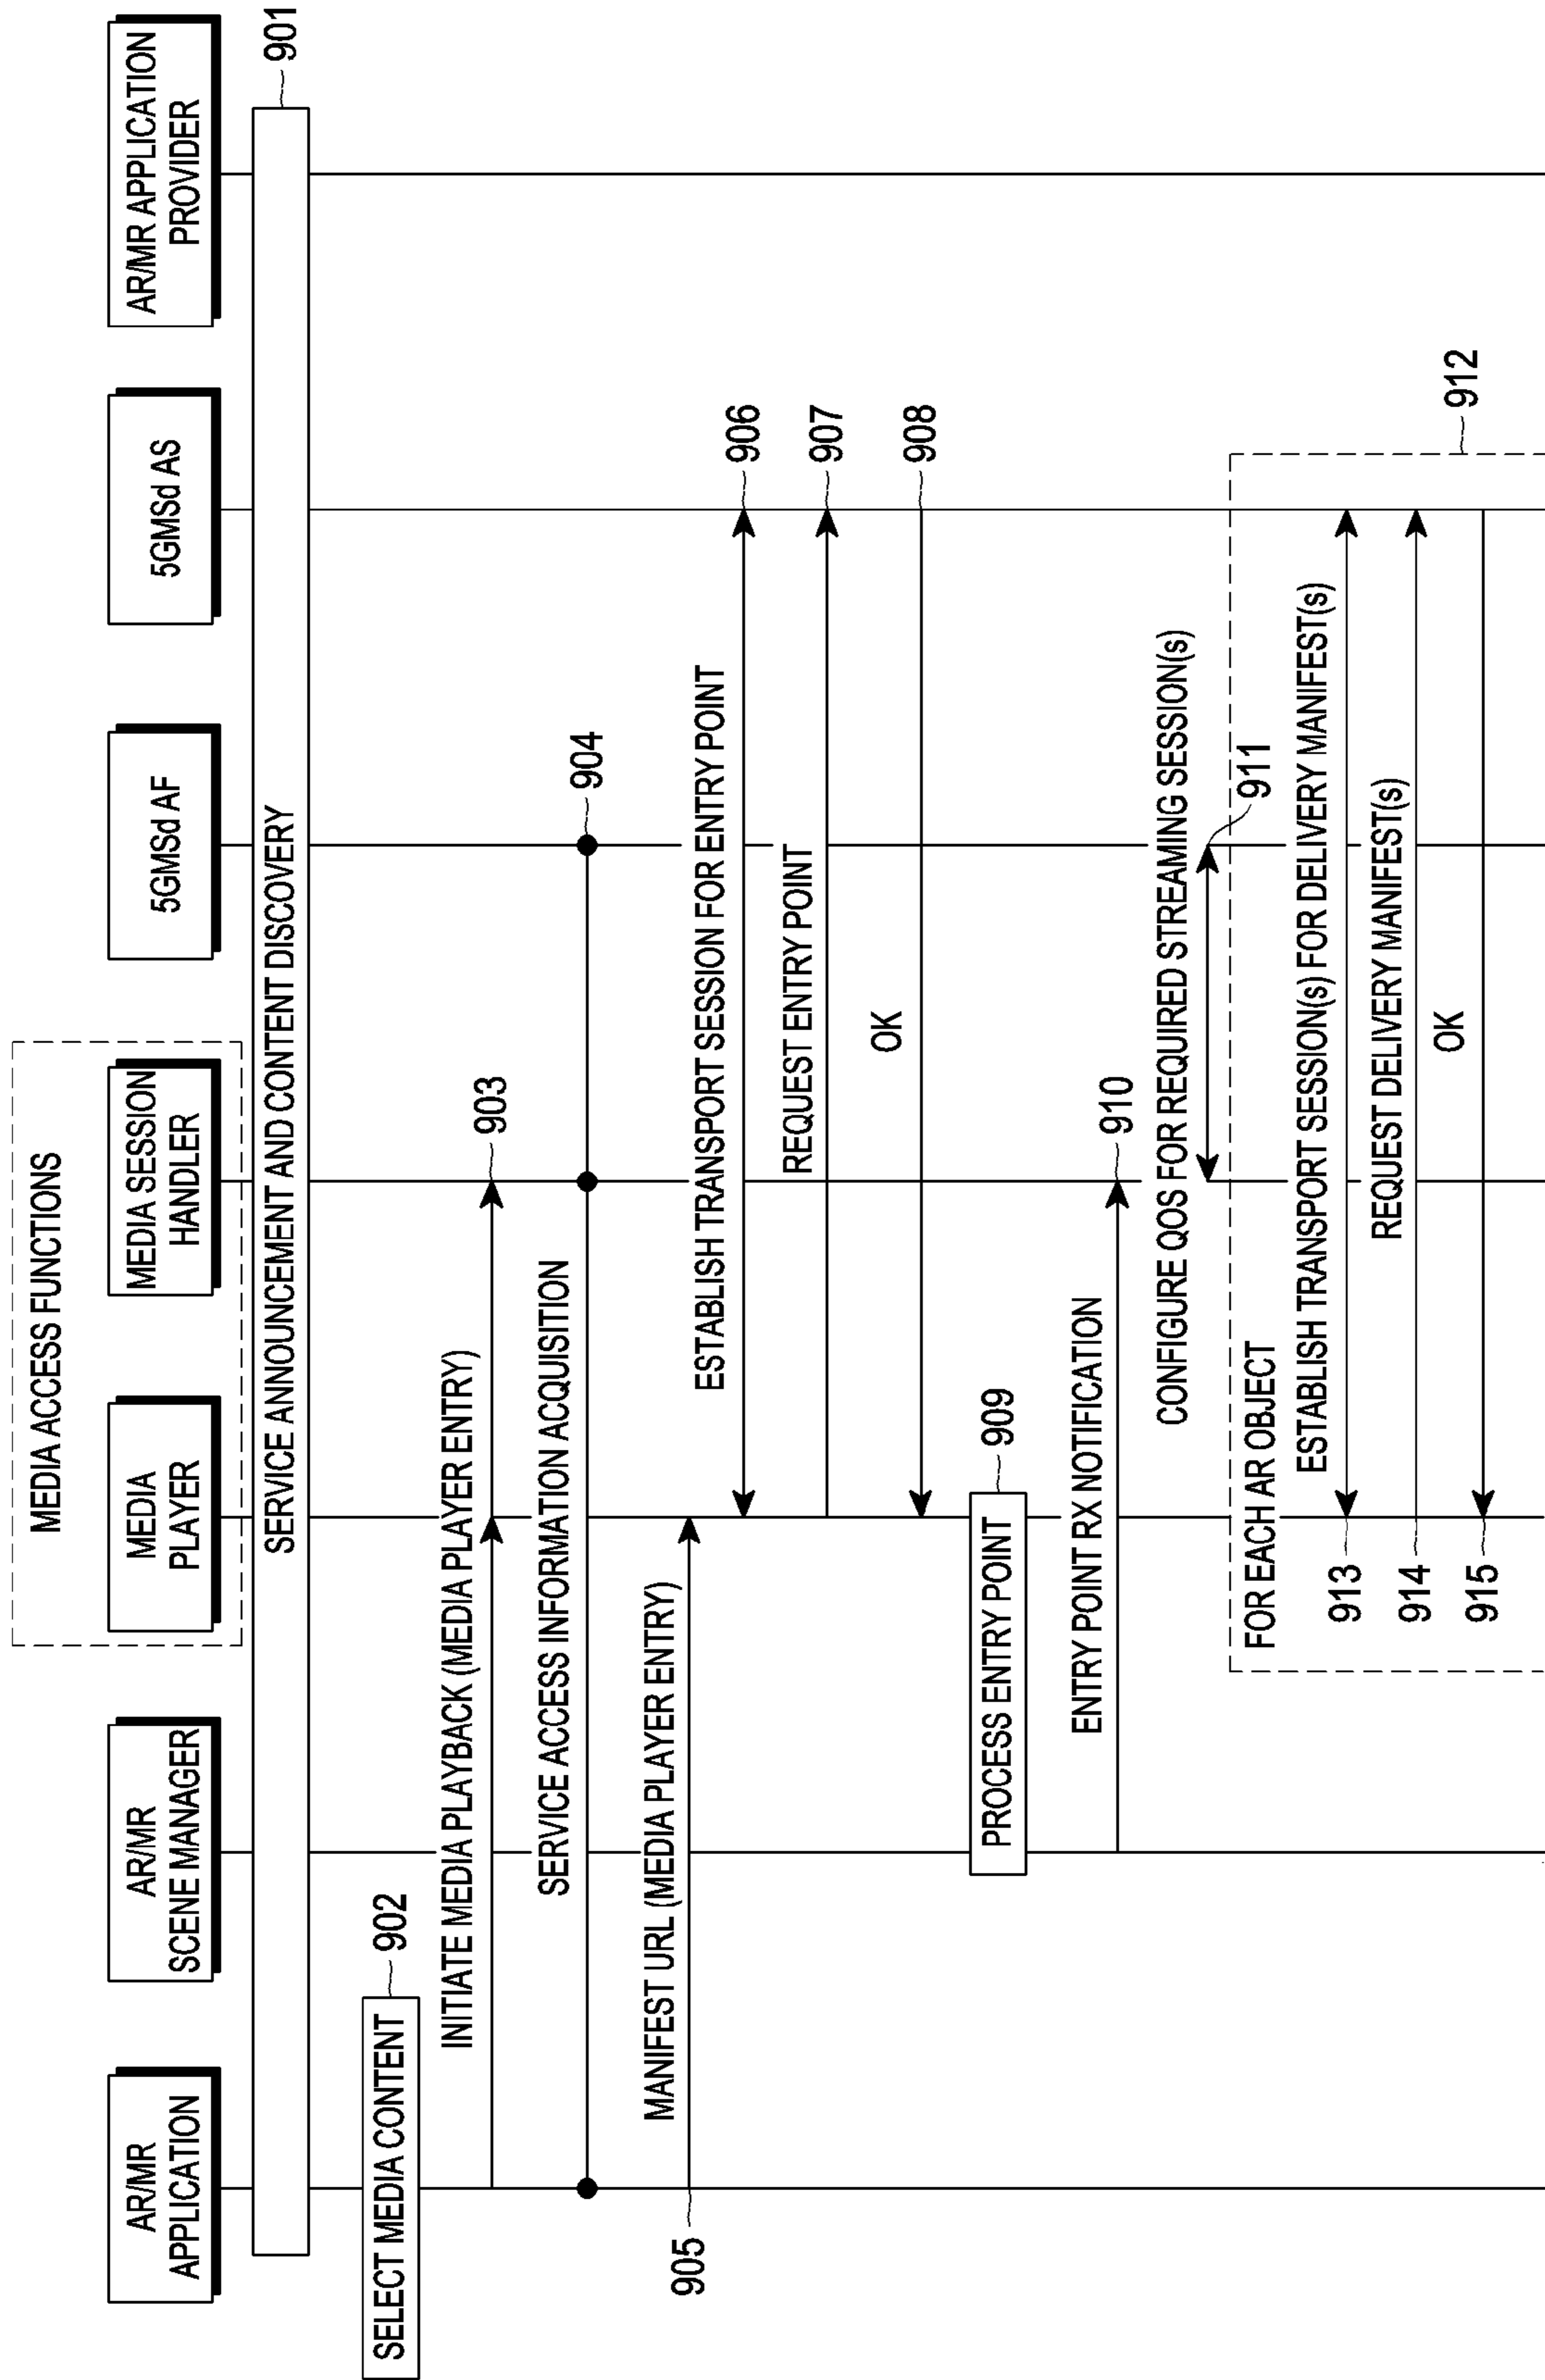 MEDIA ACCESS FUNCTIONS
AR/MR
APPLICATION
AR/MR
SCENE MANAGER
MEDIA
PLAYER
MEDIA SESSION
HANDLER
5GMSd AF
5GMSd AS
AR/MR APPLICATION
PROVIDER
SERVICE ANNOUNCEMENT AND CONTENT DISCOVERY
901
SELECT MEDIA CONTENT
902
INITIATE MEDIA PLAYBACK (MEDIA PLAYER ENTRY)
903
SERVICE ACCESS INFORMATION ACQUISITION
904
MANIFEST URL (MEDIA PLAYER ENTRY)
905
ESTABLISH TRANSPORT SESSION FOR ENTRY POINT
906
REQUEST ENTRY POINT
907
OK
908
PROCESS ENTRY POINT
909
ENTRY POINT RX NOTIFICATION
910
CONFIGURE QOS FOR REQUIRED STREAMING SESSION(s)
911
FOR EACH AR OBJECT
912
ESTABLISH TRANSPORT SESSION(s) FOR DELIVERY MANIFEST(s)
913
REQUEST DELIVERY MANIFEST(s)
914
OK
915